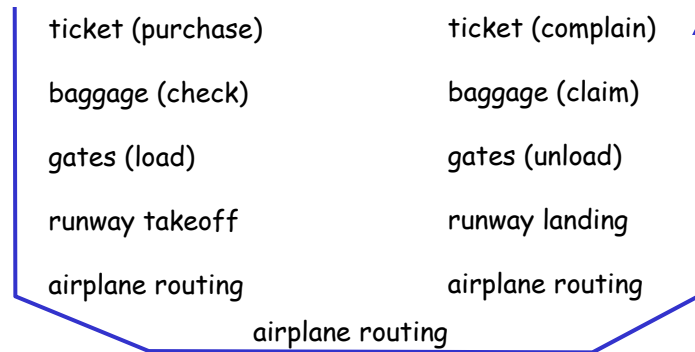 ticket (purchase)
baggage (check)
gates (load)
runway takeoff
airplane routing
ticket (complain)
baggage (claim)
gates (unload)
runway landing
airplane routing
airplane routing